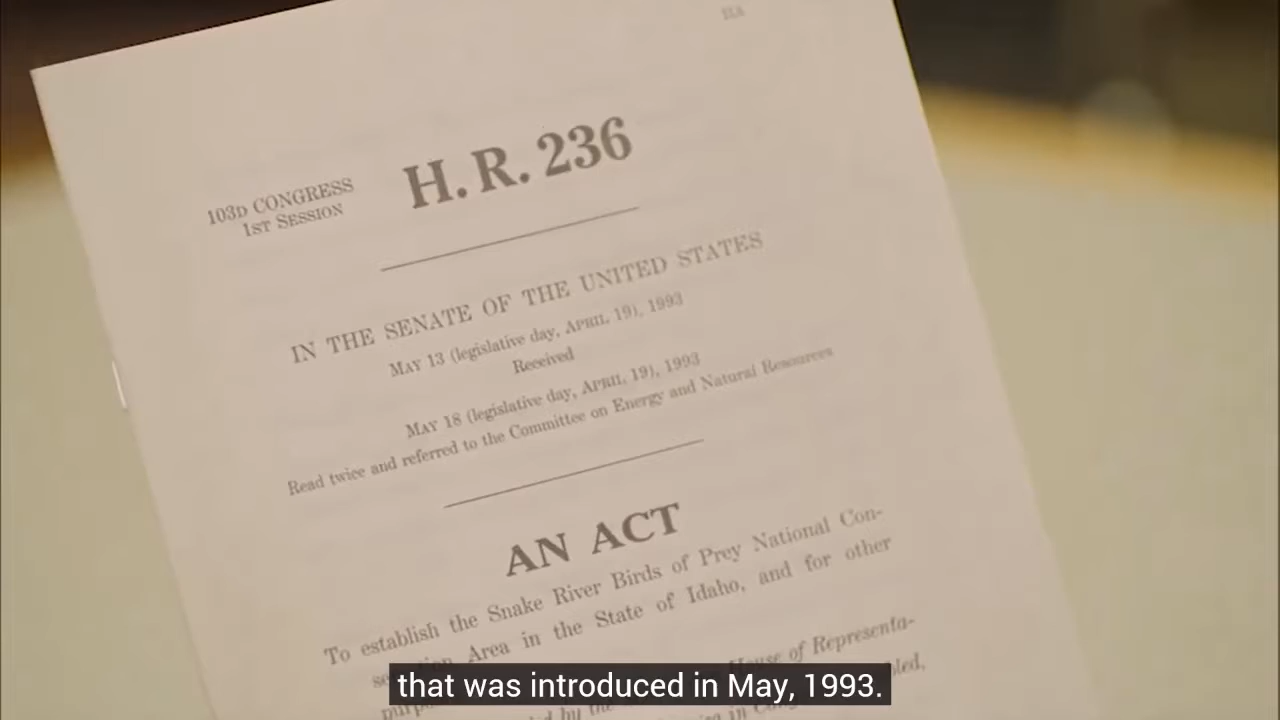 103D CONGRESS
1ST SESSION
H. R. 236
IN THE SENATE OF THE UNITED STATES
MAY 13 (legislative day, APRIL 19), 1993
Received
MAY 18 (legislative day, APRIL 19), 1993
Read twice and referred to the Committee on Energy and Natural Resources
AN ACT
To establish the Snake River Birds of Prey National Con-
Area in the State of Idaho, and for other
House of Representa-
by the
in
that was introduced in May, 1993.